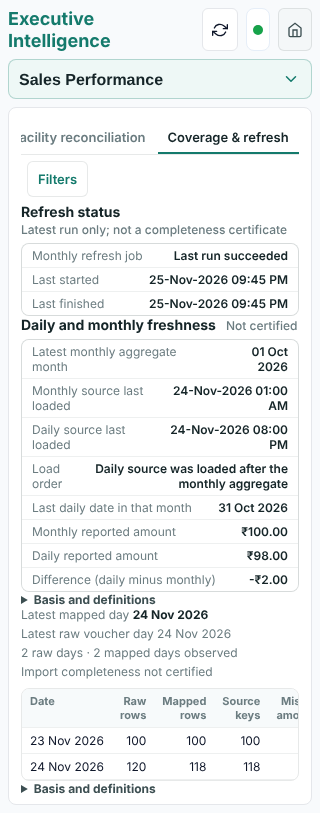 Executive
Intelligence
Sales Performance
acility reconciliation Coverage & refresh
Filters
Refresh status
Latest run only; not a completeness certificate
Monthly refresh job Last run succeeded
Last started 25-Nov-2026 09:45 PM
Last finished 25-Nov-2026 09:45 PM
Daily and monthly freshness Not certified
Latest monthly aggregate 01 Oct
month 2026
Monthly source last 24-Nov-2026 01:00
loaded AM
Daily source last 24-Nov-2026 08:00
loaded PM
Load Daily source was loaded after the
order monthly aggregate
Last daily date in that month 31 Oct 2026
Monthly reported amount ₹100.00
Daily reported amount ₹98.00
Difference (daily minus monthly) -₹2.00
Basis and definitions
Latest mapped day 24 Nov 2026
Latest raw voucher day 24 Nov 2026
2 raw days · 2 mapped days observed
Import completeness not certified
Date Raw Mapped Source Mis
rows rows keys amo
23 Nov 2026 100 100 100
24 Nov 2026 120 118 118
Basis and definitions